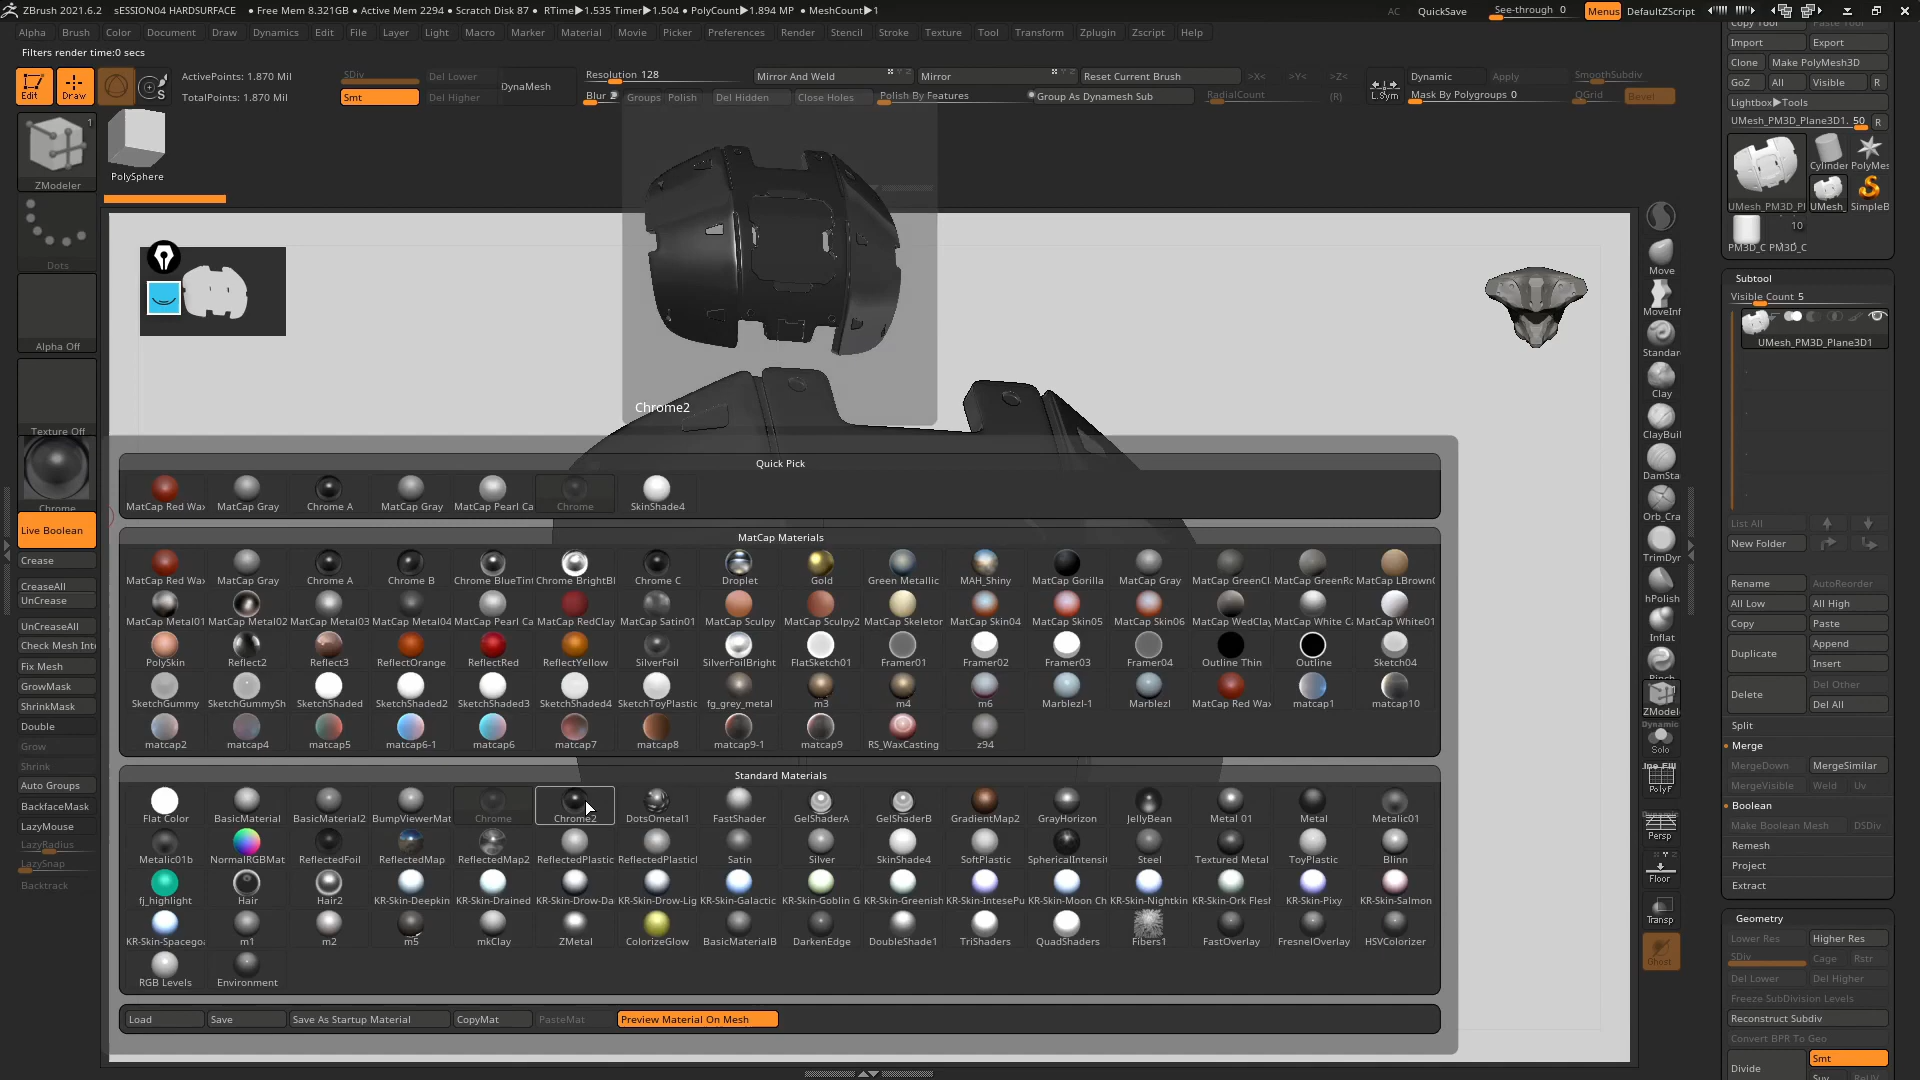 ZBrush 2021.6.2 sESSION04 HARDSURFACE • Free Mem 8.321GB • Active Mem 2294 • Scratch Disk 87 • RTime▶1.535 Timer▶1.504 • PolyCount▶1.894 MP • MeshCount▶1 AC QuickSave See-through 0 Menus DefaultZScript
Alpha Brush Color Document Draw Dynamics Edit File Layer Light Macro Marker Material Movie Picker Preferences Render Stencil Stroke Texture Tool Transform Zplugin Zscript Help
Filters render time:0 secs
Edit Draw ActivePoints: 1.870 Mil TotalPoints: 1.870 Mil
SDiv Del Lower
Smt Del Higher
DynaMesh
Resolution 128 Mirror And Weld Mirror Reset Current Brush >X< >Y< >Z< L.Sym Dynamic Apply SmoothSubdiv
Blur 2 Groups Polish Del Hidden Close Holes Polish By Features Group As Dynamesh Sub RadialCount (R) Mask By Polygroups 0 QGrid Bevel
1
ZModeler
PolySphere
Dots
Alpha Off
Texture Off
Chrome
Live Boolean
Crease
CreaseAll
UnCrease
UnCreaseAll
Check Mesh Int
Fix Mesh
GrowMask
ShrinkMask
Double
Grow
Shrink
Auto Groups
BackfaceMask
LazyMouse
LazyRadius
LazySnap
Backtrack
Chrome2
Quick Pick
MatCap Red Wax MatCap Gray Chrome A MatCap Gray MatCap Pearl Ca Chrome SkinShade4
MatCap Materials
MatCap Red Wax MatCap Gray Chrome A Chrome B Chrome BlueTint Chrome BrightBl Chrome C Droplet Gold Green Metallic MAH_Shiny MatCap Gorilla MatCap Gray MatCap GreenCl MatCap GreenRo MatCap LBrownC
MatCap Metal01 MatCap Metal02 MatCap Metal03 MatCap Metal04 MatCap Pearl Ca MatCap RedClay MatCap Satin01 MatCap Sculpy MatCap Sculpy2 MatCap Skeleton MatCap Skin04 MatCap Skin05 MatCap Skin06 MatCap WedClay MatCap White C MatCap White01
PolySkin Reflect2 Reflect3 ReflectOrange ReflectRed ReflectYellow SilverFoil SilverFoilBright FlatSketch01 Framer01 Framer02 Framer03 Framer04 Outline Thin Outline Sketch04
SketchGummy SketchGummySh SketchShaded SketchShaded2 SketchShaded3 SketchShaded4 SketchToyPlastic fg_grey_metal m3 m4 m6 Marblezl-1 Marblezl MatCap Red Wax matcap1 matcap10
matcap2 matcap4 matcap5 matcap6-1 matcap6 matcap7 matcap8 matcap9-1 matcap9 RS_WaxCasting z94
Standard Materials
Flat Color BasicMaterial BasicMaterial2 BumpViewerMat Chrome Chrome2 DotsOmetal1 FastShader GelShaderA GelShaderB GradientMap2 GrayHorizon JellyBean Metal 01 Metal Metalic01
Metalic01b NormalRGBMat ReflectedFoil ReflectedMap ReflectedMap2 ReflectedPlastic ReflectedPlasticl Satin Silver SkinShade4 SoftPlastic SphericalIntensit Steel Textured Metal ToyPlastic Blinn
fj_highlight Hair Hair2 KR-Skin-Deepkin KR-Skin-Drained KR-Skin-Drow-Da KR-Skin-Drow-Lig KR-Skin-Galactic KR-Skin-Goblin G KR-Skin-Greenish KR-Skin-IntensePu KR-Skin-Moon Ch KR-Skin-Nightkin KR-Skin-Ork Flesh KR-Skin-Pixy KR-Skin-Salmon
KR-Skin-Spacego m1 m2 m5 mkClay ZMetal ColorizeGlow BasicMaterialB DarkenEdge DoubleShade1 TriShaders QuadShaders Fibers1 FastOverlay FresnelOverlay HSVColorizer
RGB Levels Environment
Load Save Save As Startup Material CopyMat PasteMat Preview Material On Mesh
Move
MoveInf
Standar
Clay
ClayBuil
DamSta
Orb_Cra
TrimDyn
hPolish
Inflat
Pinch
ZModel
Dynamic
Solo
Line Fill
PolyF
Persp
Floor
Transp
Ghost
Copy Tool Paste Tool
Import Export
Clone Make PolyMesh3D
GoZ All Visible R
Lightbox▶Tools
UMesh_PM3D_Plane3D1. 50 R
Cylinder PolyMes
UMesh_PM3D_Pl UMesh_ SimpleB
10
PM3D_C PM3D_C
Subtool
Visible Count 5
UMesh_PM3D_Plane3D1
List All
New Folder
Rename AutoReorder
All Low All High
Copy Paste
Duplicate Append
Insert
Delete Del Other
Del All
Split
Merge
MergeDown MergeSimilar
MergeVisible Weld Uv
Boolean
Make Boolean Mesh DSDiv
Remesh
Project
Extract
Geometry
Lower Res Higher Res
SDiv Cage Rstr
Del Lower Del Higher
Freeze SubDivision Levels
Reconstruct Subdiv
Convert BPR To Geo
Divide Smt
Suv ReUV